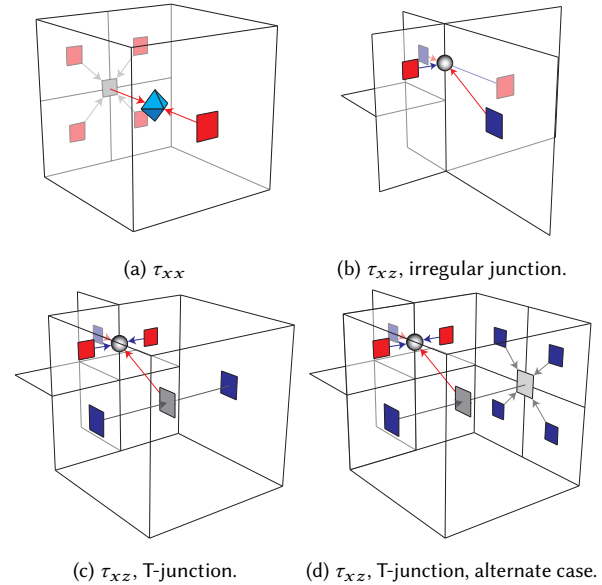 (a) τxx
(b) τxz, irregular junction.
(c) τxz, T-junction.
(d) τxz, T-junction, alternate case.